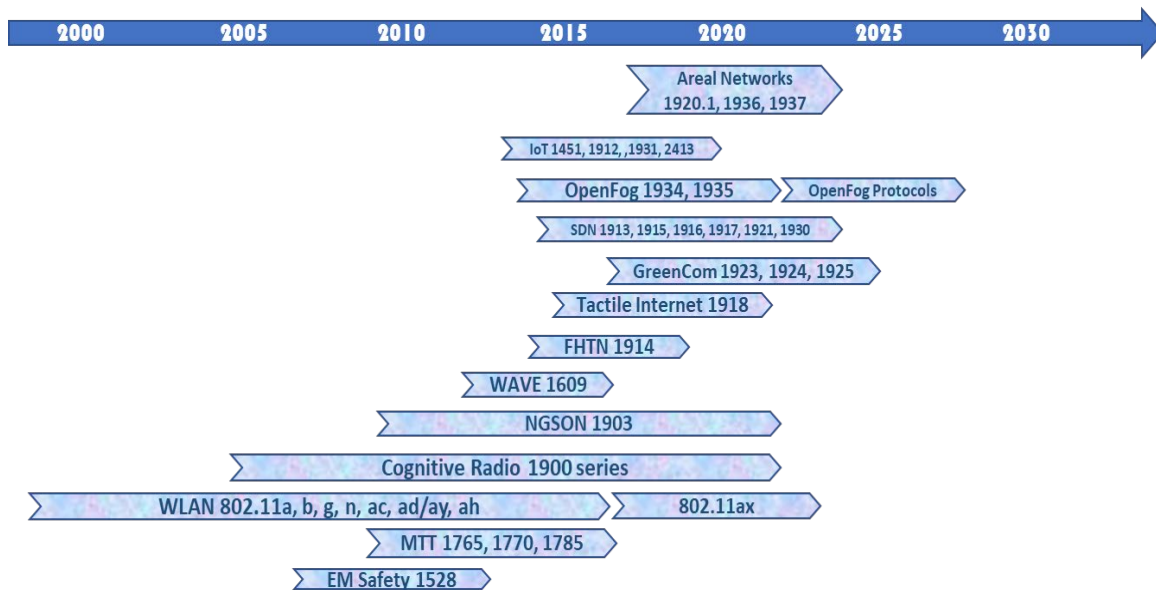 2000 2005 2010 2015 2020 2025 2030
Areal Networks
1920.1, 1936, 1937
IoT 1451, 1912, ,1931, 2413
OpenFog 1934, 1935 OpenFog Protocols
SDN 1913, 1915, 1916, 1917, 1921, 1930
GreenCom 1923, 1924, 1925
Tactile Internet 1918
FHTN 1914
WAVE 1609
NGSON 1903
Cognitive Radio 1900 series
WLAN 802.11a, b, g, n, ac, ad/ay, ah 802.11ax
MTT 1765, 1770, 1785
EM Safety 1528